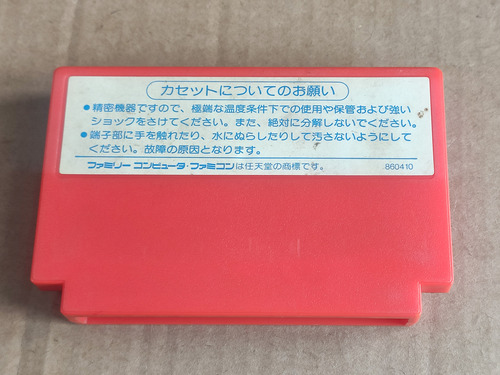 カセットについてのお願い
●精密機器ですので、極端な温度条件下での使用や保管および強い
ショックをさけてください。また、絶対に分解しないでください。
●端子部に手を触れたり、水にぬらしたりして汚さないようにして
ください。故障の原因となります。
ファミリー コンピュータ・ファミコンは任天堂の商標です。 860410